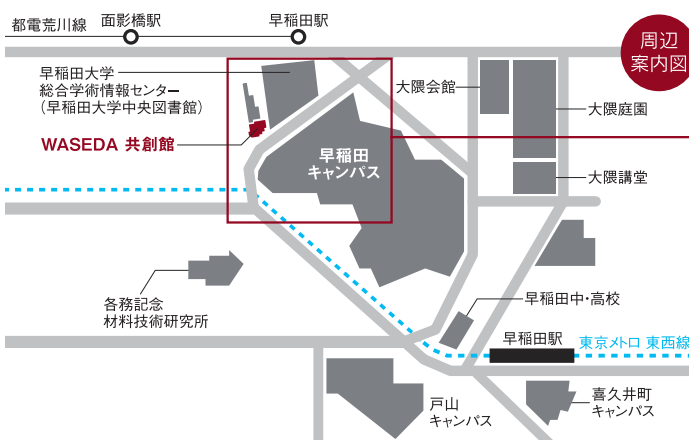 都電荒川線
面影橋駅
早稲田駅
周辺
案内図
早稲田大学
総合学術情報センター
（早稲田大学中央図書館）
大隈会館
大隈庭園
WASEDA 共創館
早稲田
キャンパス
大隈講堂
各務記念
材料技術研究所
早稲田中・高校
早稲田駅
東京メトロ 東西線
戸山
キャンパス
喜久井町
キャンパス